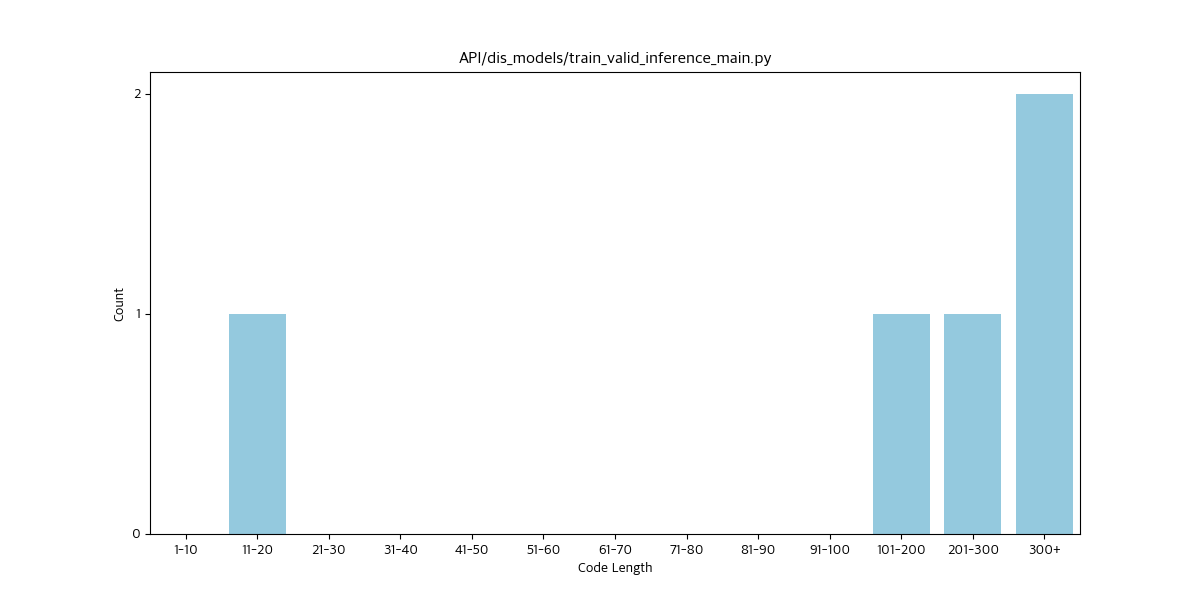 API/dis_models/train_valid_inference_main.py
Count
2
1
0
1-10 11-20 21-30 31-40 41-50 51-60 61-70 71-80 81-90 91-100 101-200 201-300 300+
Code Length